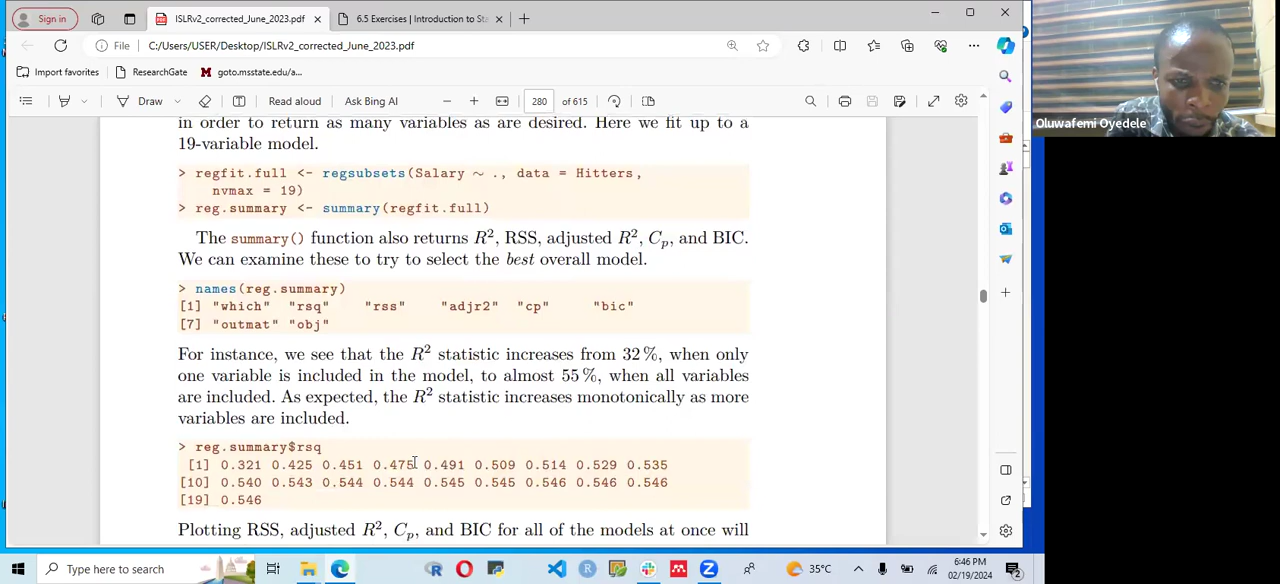 Sign in
ISLRv2_corrected_June_2023.pdf
6.5 Exercises | Introduction to Sta
File
C:/Users/USER/Desktop/ISLRv2_corrected_June_2023.pdf
Import favorites
ResearchGate
goto.msstate.edu/a...
Draw
Read aloud
Ask Bing AI
280 of 615
Oluwafemi Oyedele
in order to return as many variables as are desired. Here we fit up to a
19-variable model.
> regfit.full <- regsubsets(Salary ~ ., data = Hitters,
nvmax = 19)
> reg.summary <- summary(regfit.full)
The summary() function also returns R², RSS, adjusted R², Cp, and BIC.
We can examine these to try to select the best overall model.
> names(reg.summary)
[1] "which" "rsq" "rss" "adjr2" "cp" "bic"
[7] "outmat" "obj"
For instance, we see that the R² statistic increases from 32 %, when only
one variable is included in the model, to almost 55 %, when all variables
are included. As expected, the R² statistic increases monotonically as more
variables are included.
> reg.summary$rsq
[1] 0.321 0.425 0.451 0.475 0.491 0.509 0.514 0.529 0.535
[10] 0.540 0.543 0.544 0.544 0.545 0.545 0.546 0.546 0.546
[19] 0.546
Plotting RSS, adjusted R², Cp, and BIC for all of the models at once will
Type here to search
35°C
6:46 PM
02/19/2024
2